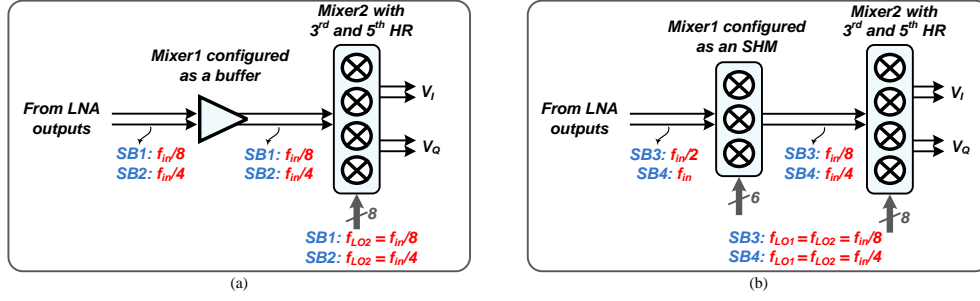 Mixer2 with
3rd and 5th HR
Mixer1 configured
as a buffer
From LNA
outputs
SB1: fin/8
SB2: fin/4
SB1: fin/8
SB2: fin/4
VI
VQ
8
SB1: fLO2 = fin/8
SB2: fLO2 = fin/4
(a)
Mixer2 with
3rd and 5th HR
Mixer1 configured
as an SHM
From LNA
outputs
SB3: fin/2
SB4: fin
SB3: fin/8
SB4: fin/4
VI
VQ
6
8
SB3: fLO1 = fLO2 = fin/8
SB4: fLO1 = fLO2 = fin/4
(b)